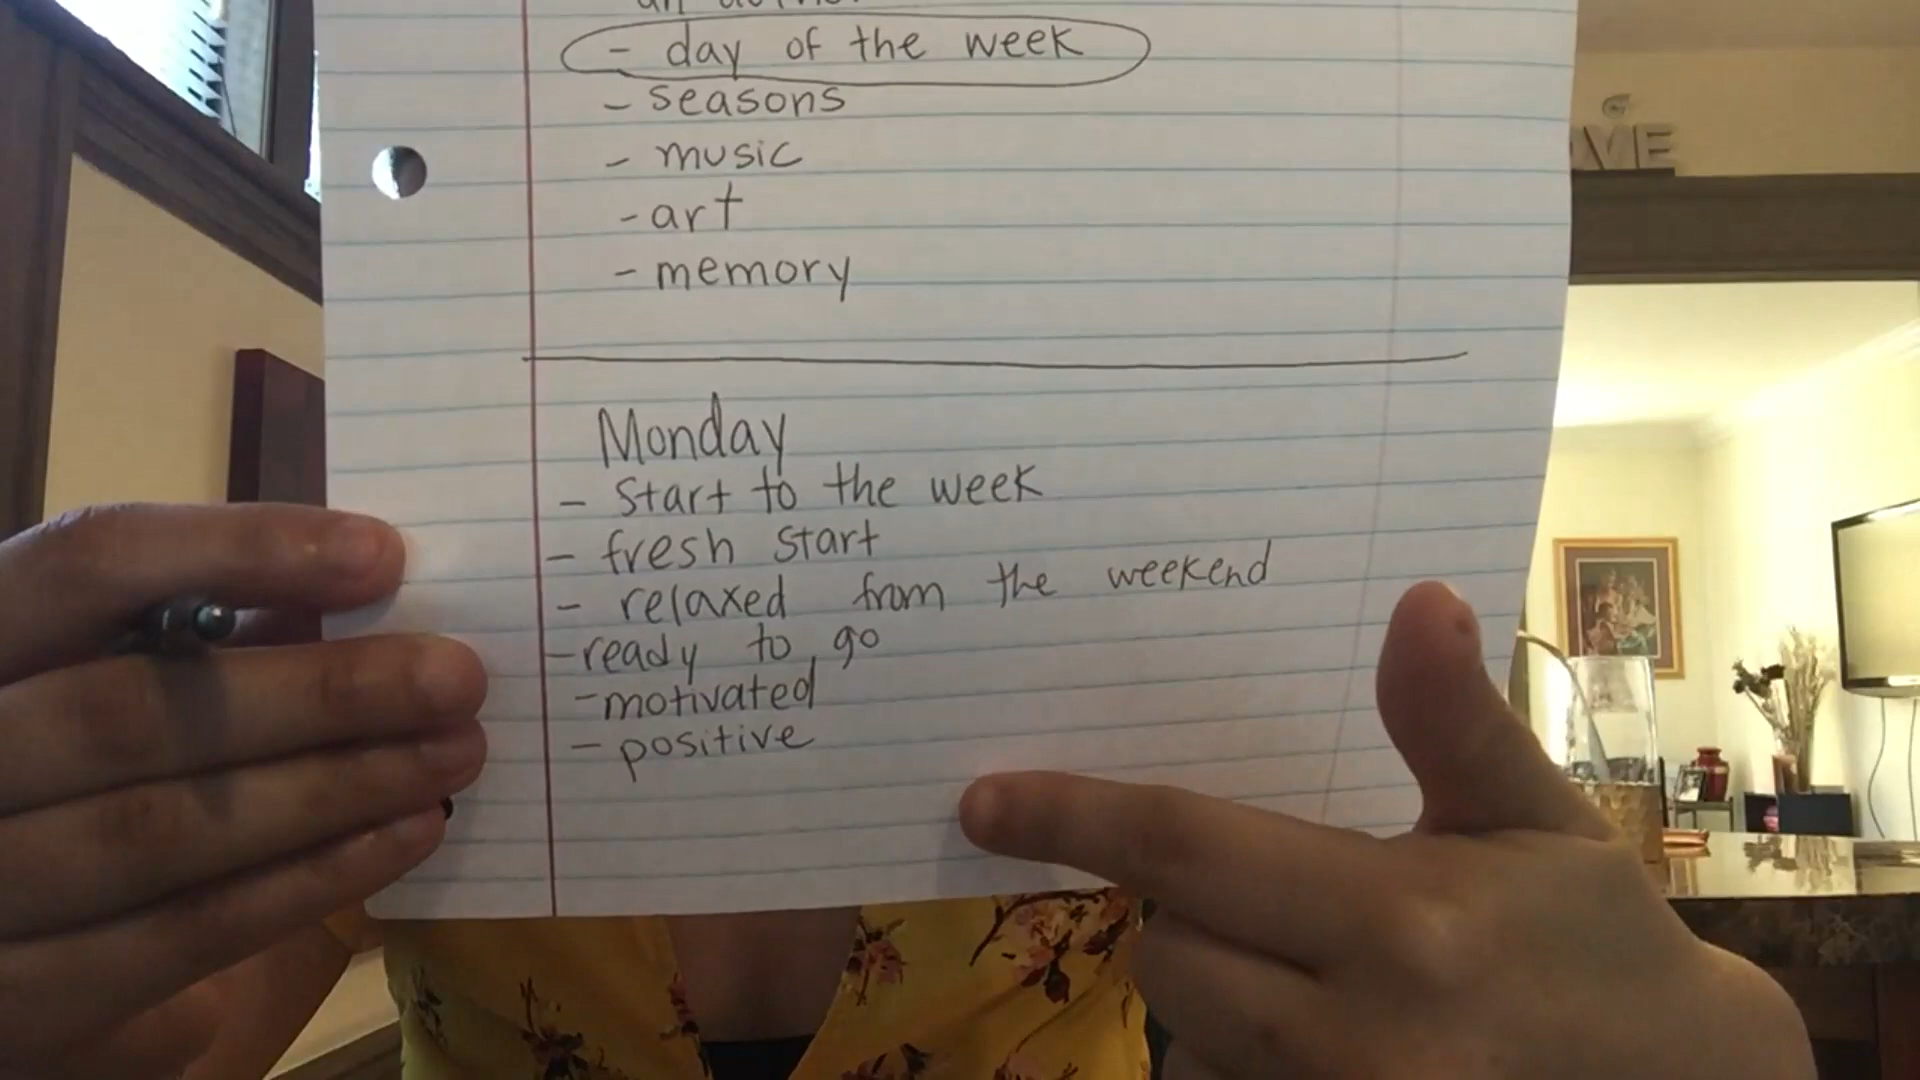 - day of the week
- seasons
- music
- art
- memory
Monday
- start to the week
- fresh start
- relaxed from the weekend
- ready to go
- motivated
- positive